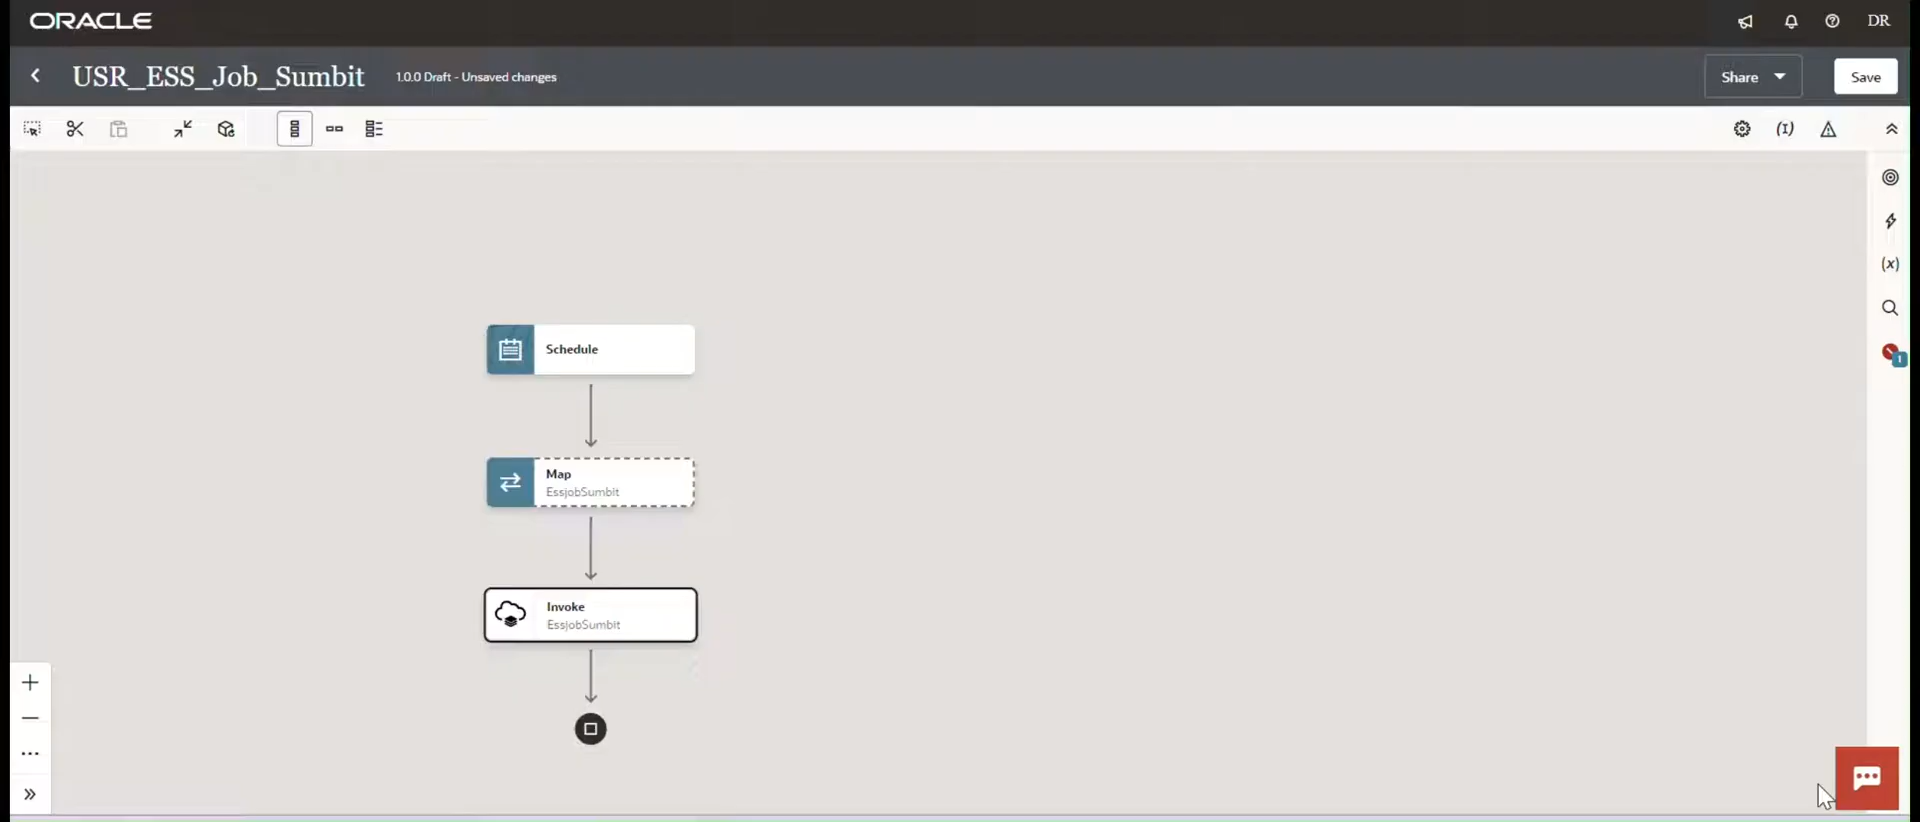 ORACLE
DR
USR_ESS_Job_Sumbit
1.0.0 Draft - Unsaved changes
Share
Save
(I)
(x)
1
Schedule
Map
EssjobSumbit
Invoke
EssjobSumbit